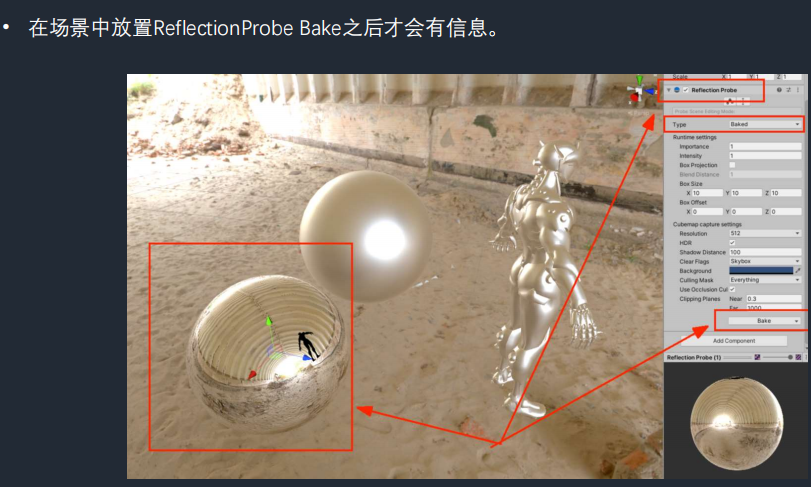 • 在场景中放置ReflectionProbe Bake之后才会有信息。
Scale X 1 Y 1 Z 1
Reflection Probe
Probe Scene Editing Mode:
Type Baked
Runtime settings
Importance 1
Intensity 1
Box Projection
Blend Distance 1
Box Size
X 10 Y 10 Z 10
Box Offset
X 0 Y 0 Z 0
Cubemap capture settings
Resolution 512
HDR
Shadow Distance 100
Clear Flags Skybox
Background
Culling Mask Everything
Use Occlusion Cul
Clipping Planes Near 0.3
Far 1000
Bake
Add Component
Reflection Probe (1)